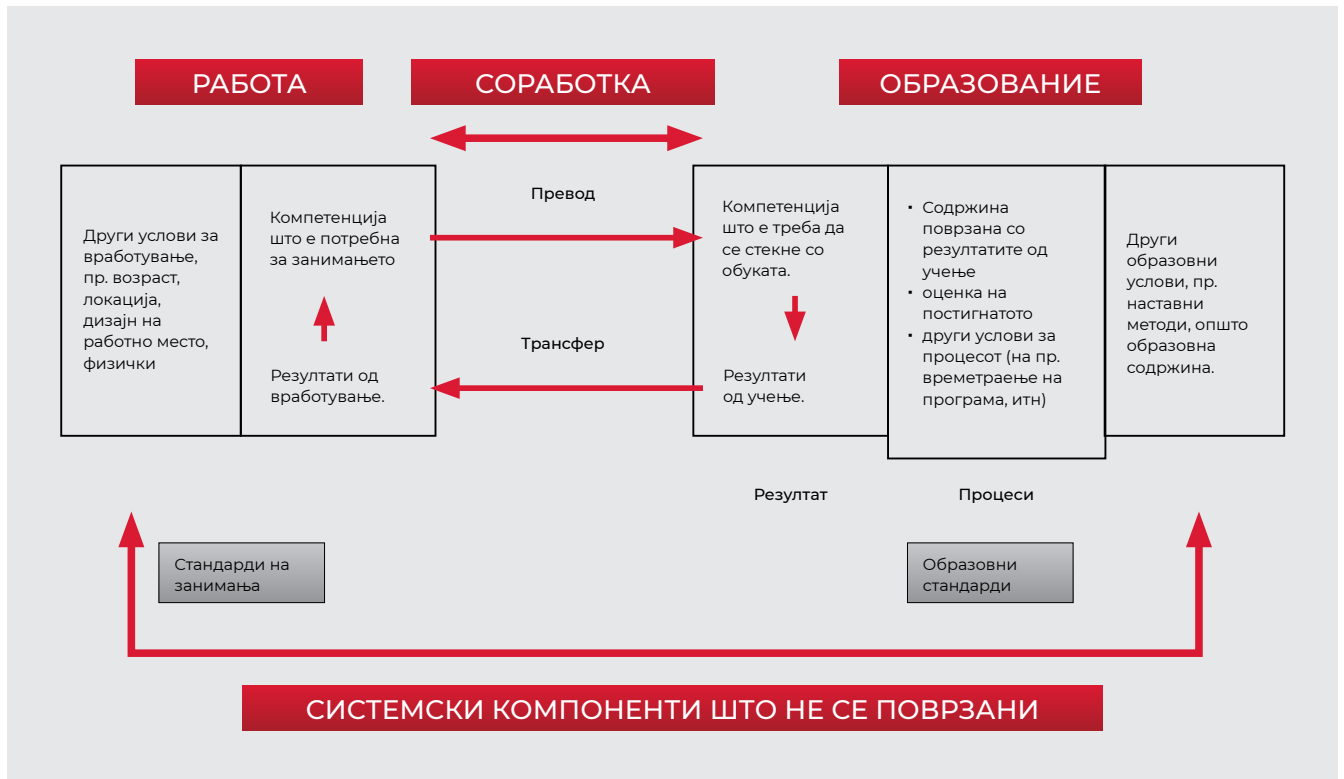 РАБОТА
СОРАБОТКА
ОБРАЗОВАНИЕ
Други услови за
вработување,
пр. возраст,
локација,
дизајн на
работно место,
физички
Компетенција
што е потребна
за занимањето
Резултати од
вработување.
Превод
Трансфер
Компетенција
што е треба да
се стекне со
обуката.
Резултати
од учење.
▪ Содржина
поврзана со
резултатите од
учење
▪ оценка на
постигнатото
▪ други услови за
процесот (на пр.
времетраење на
програма, итн)
Други
образовни
услови, пр.
наставни
методи, општо
образовна
содржина.
Резултат
Процеси
Стандарди на
занимања
Образовни
стандарди
СИСТЕМСКИ КОМПОНЕНТИ ШТО НЕ СЕ ПОВРЗАНИ